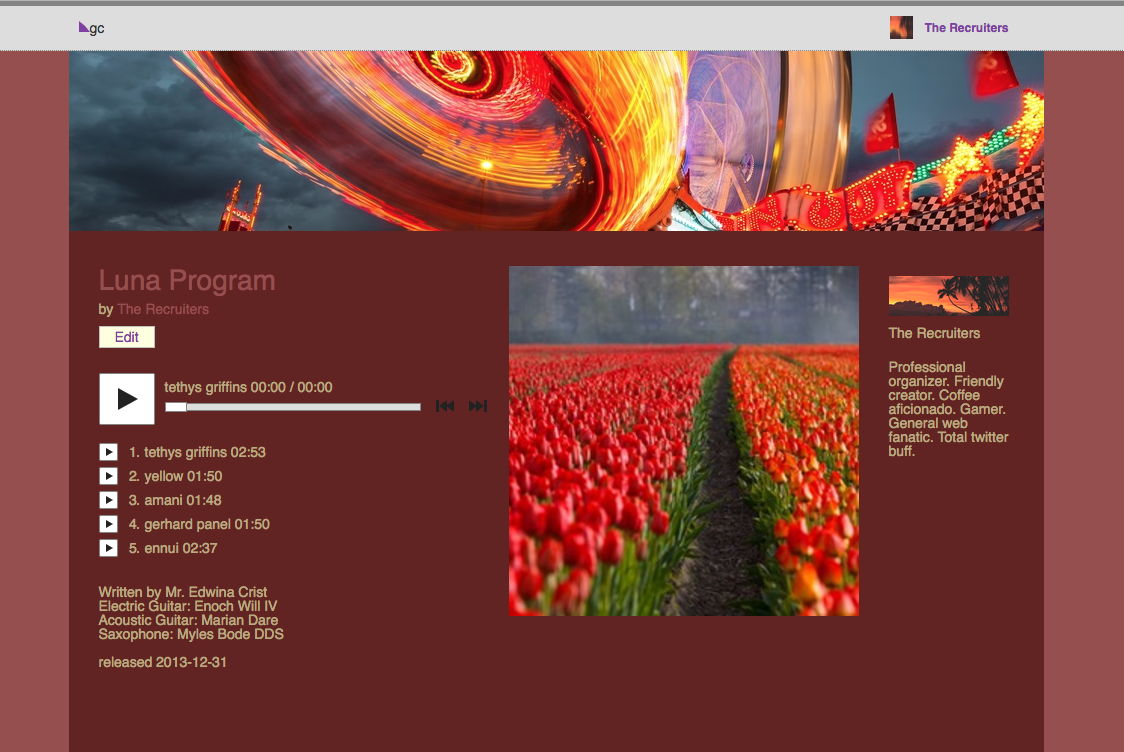 gc
The Recruiters
Luna Program
by The Recruiters
Edit
tethys griffins 00:00 / 00:00
1. tethys griffins 02:53
2. yellow 01:50
3. amani 01:48
4. gerhard panel 01:50
5. ennui 02:37
Written by Mr. Edwina Crist
Electric Guitar: Enoch Will IV
Acoustic Guitar: Marian Dare
Saxophone: Myles Bode DDS
released 2013-12-31
The Recruiters
Professional
organizer. Friendly
creator. Coffee
aficionado. Gamer.
General web
fanatic. Total twitter
buff.